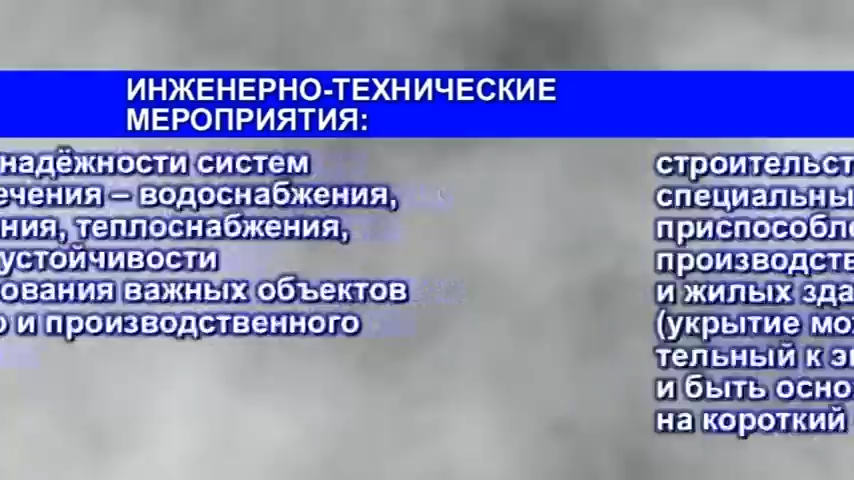 ИНЖЕНЕРНО-ТЕХНИЧЕСКИЕ
МЕРОПРИЯТИЯ:
надёжности систем
ечения – водоснабжения,
ния, теплоснабжения,
устойчивости
ования важных объектов
о и производственного
строительст
специальны
приспособл
производств
и жилых зда
(укрытие мо
тельный к э
и быть осно
на короткий